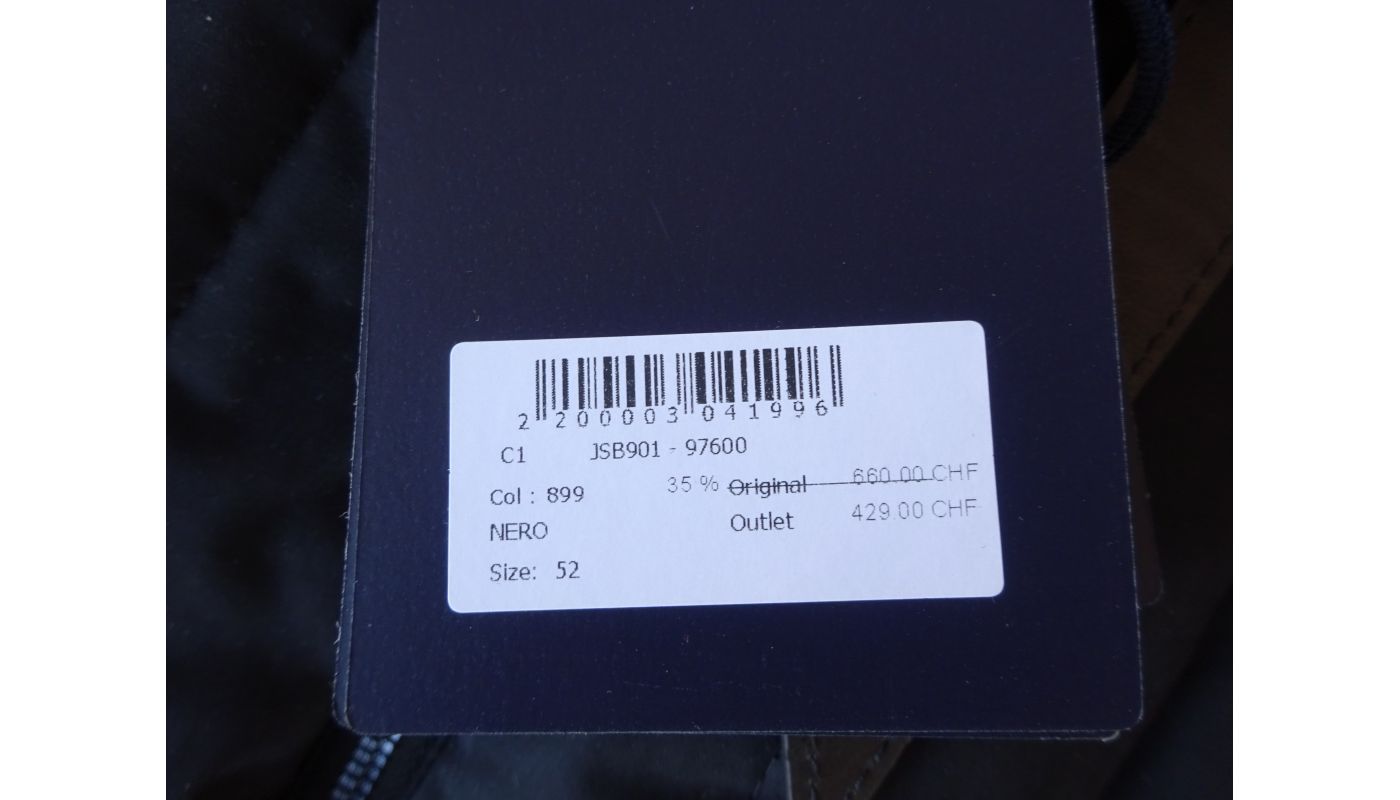 2 200003 041996
C1 JSB901 - 97600
Col : 899 35 % Original 660.00 CHF
NERO Outlet 429.00 CHF
Size: 52